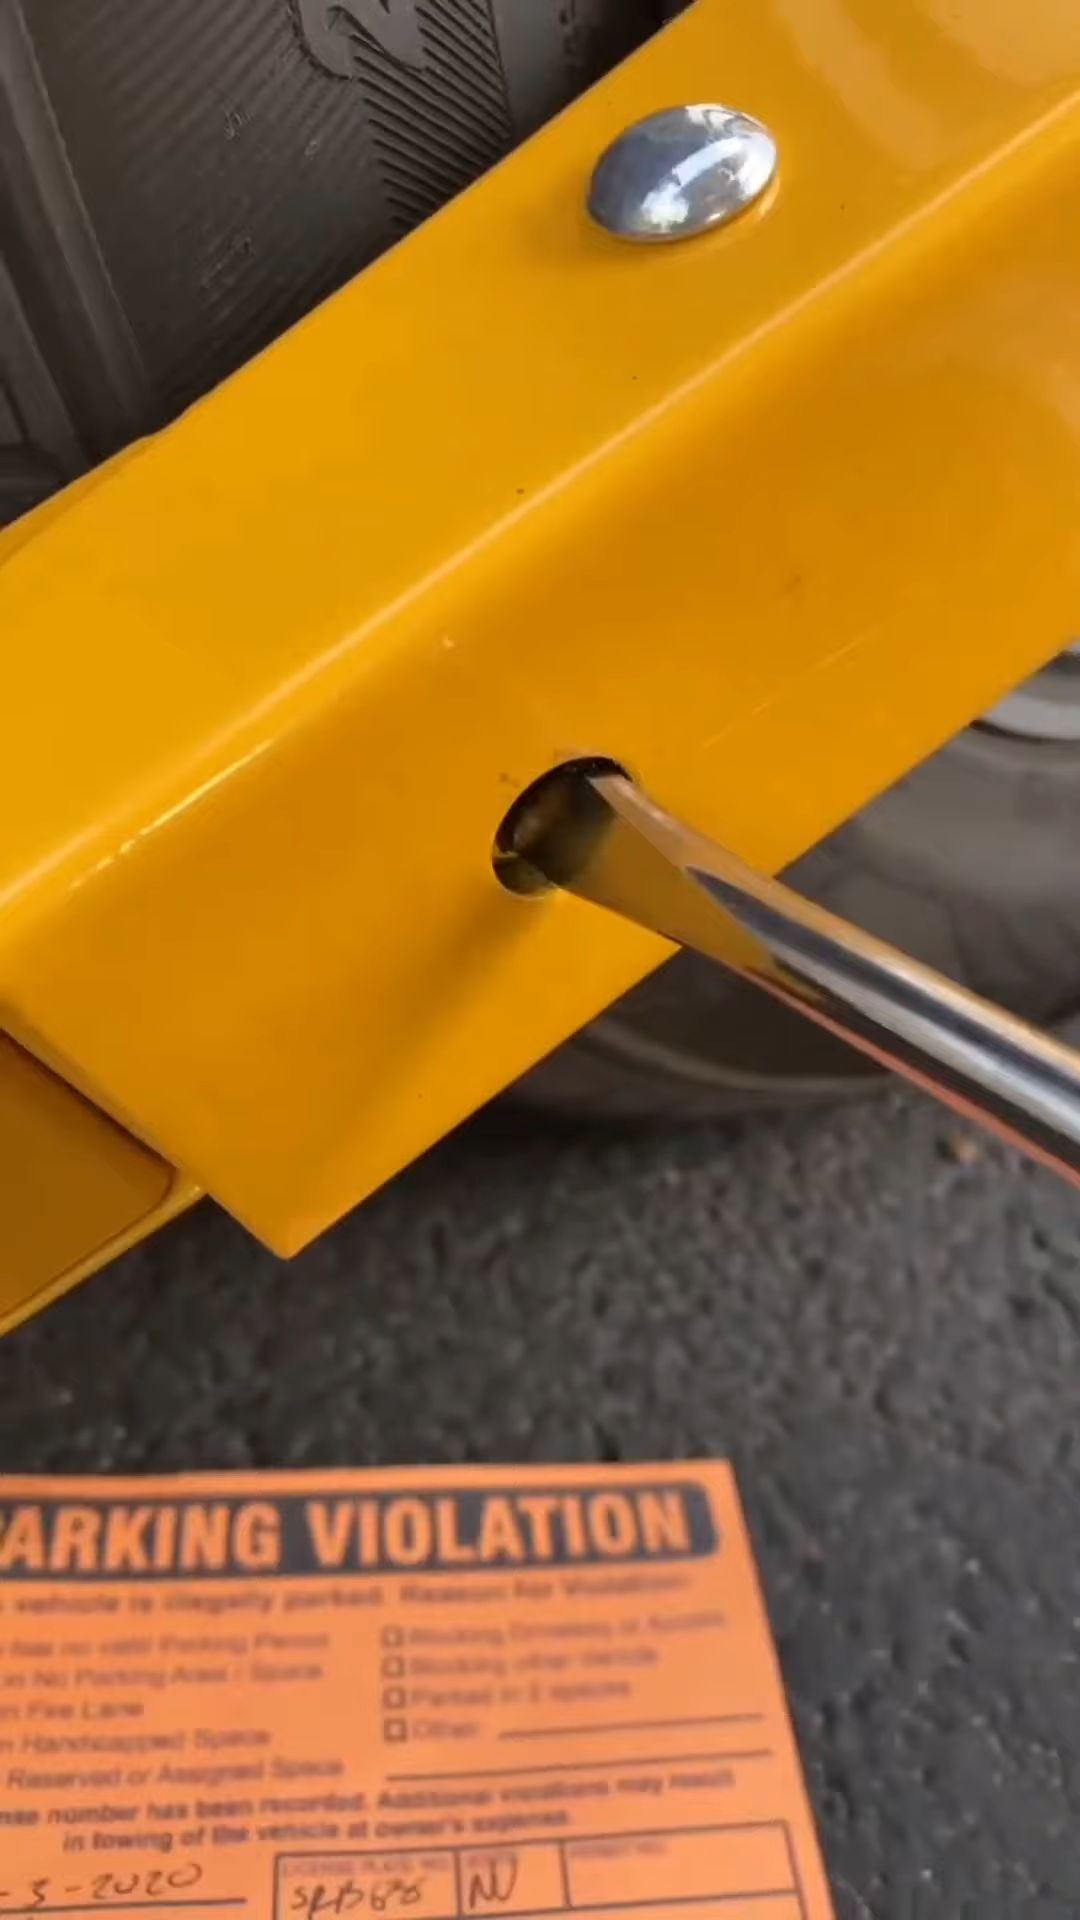 PARKING VIOLATION
vehicle is illegally parked. Reason for Violation:
has no valid Parking Permit
in No Parking Area / Space
in Fire Lane
in Handicapped Space
Reserved or Assigned Space
Blocking Driveway or Access
Blocking other Vehicle
Parked in 2 spaces
Other
number has been recorded. Additional violations may result
in towing of the vehicle at owner's expense.
-3-2020
LICENSE PLATE NO.